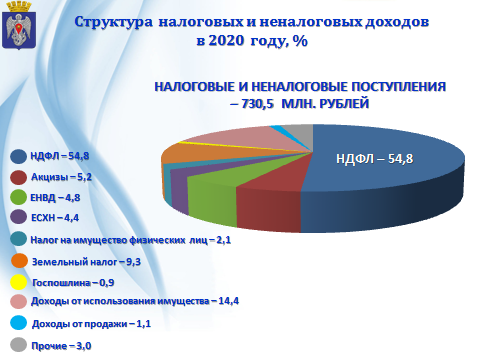 Структура налоговых и неналоговых доходов
в 2020 году, %
НАЛОГОВЫЕ И НЕНАЛОГОВЫЕ ПОСТУПЛЕНИЯ
– 730,5 МЛН. РУБЛЕЙ
НДФЛ – 54,8
НДФЛ – 54,8
Акцизы – 5,2
ЕНВД – 4,8
ЕСХН – 4,4
Налог на имущество физических лиц – 2,1
Земельный налог – 9,3
Госпошлина – 0,9
Доходы от использования имущества – 14,4
Доходы от продажи – 1,1
Прочие – 3,0